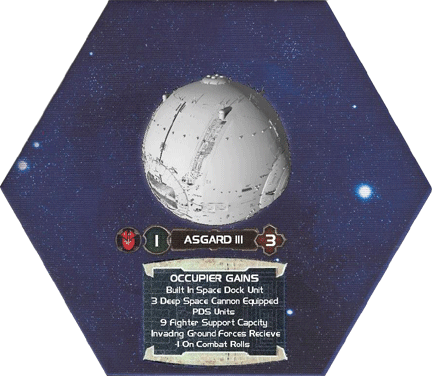 1 ASGARD III 3
OCCUPIER GAINS
Built In Space Dock Unit
3 Deep Space Cannon Equipped
PDS Units
9 Fighter Support Capcity
Invadng Ground Forces Recieve
-1 On Combat Rolls